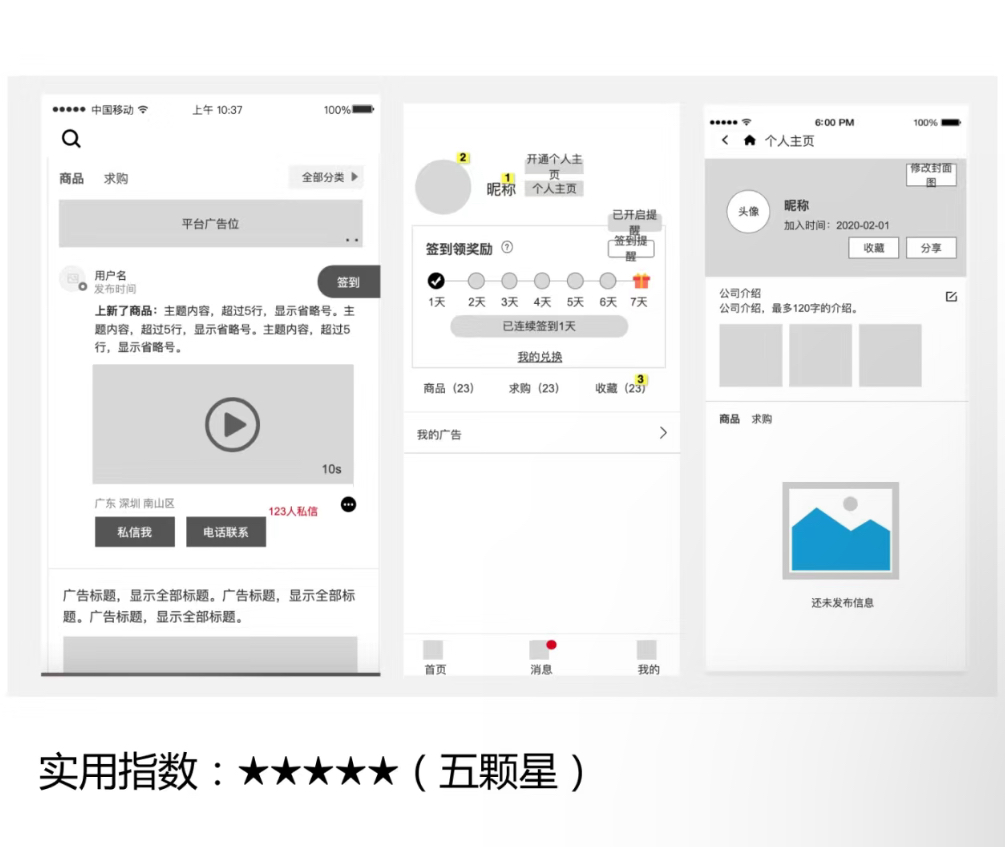 中国移动 上午 10:37 100%
商品 求购 全部分类
平台广告位
用户名
发布时间
签到
上新了商品：主题内容，超过5行，显示省略号。主
题内容，超过5行，显示省略号。主题内容，超过5
行，显示省略号。
10s
广东 深圳 南山区
123人私信
私信我 电话联系
广告标题，显示全部标题。广告标题，显示全部标
题。广告标题，显示全部标题。
2
1
昵称
开通个人主
页
个人主页
已开启提
醒
签到领奖励 ?
签到提
醒
1天 2天 3天 4天 5天 6天 7天
已连续签到1天
我的兑换
3
商品（23） 求购（23） 收藏（23）
我的广告
首页 消息 我的
6:00 PM 100%
个人主页
修改封面
图
头像
昵称
加入时间：2020-02-01
收藏 分享
公司介绍
公司介绍，最多120字的介绍。
商品 求购
还未发布信息
实用指数：★★★★★（五颗星）